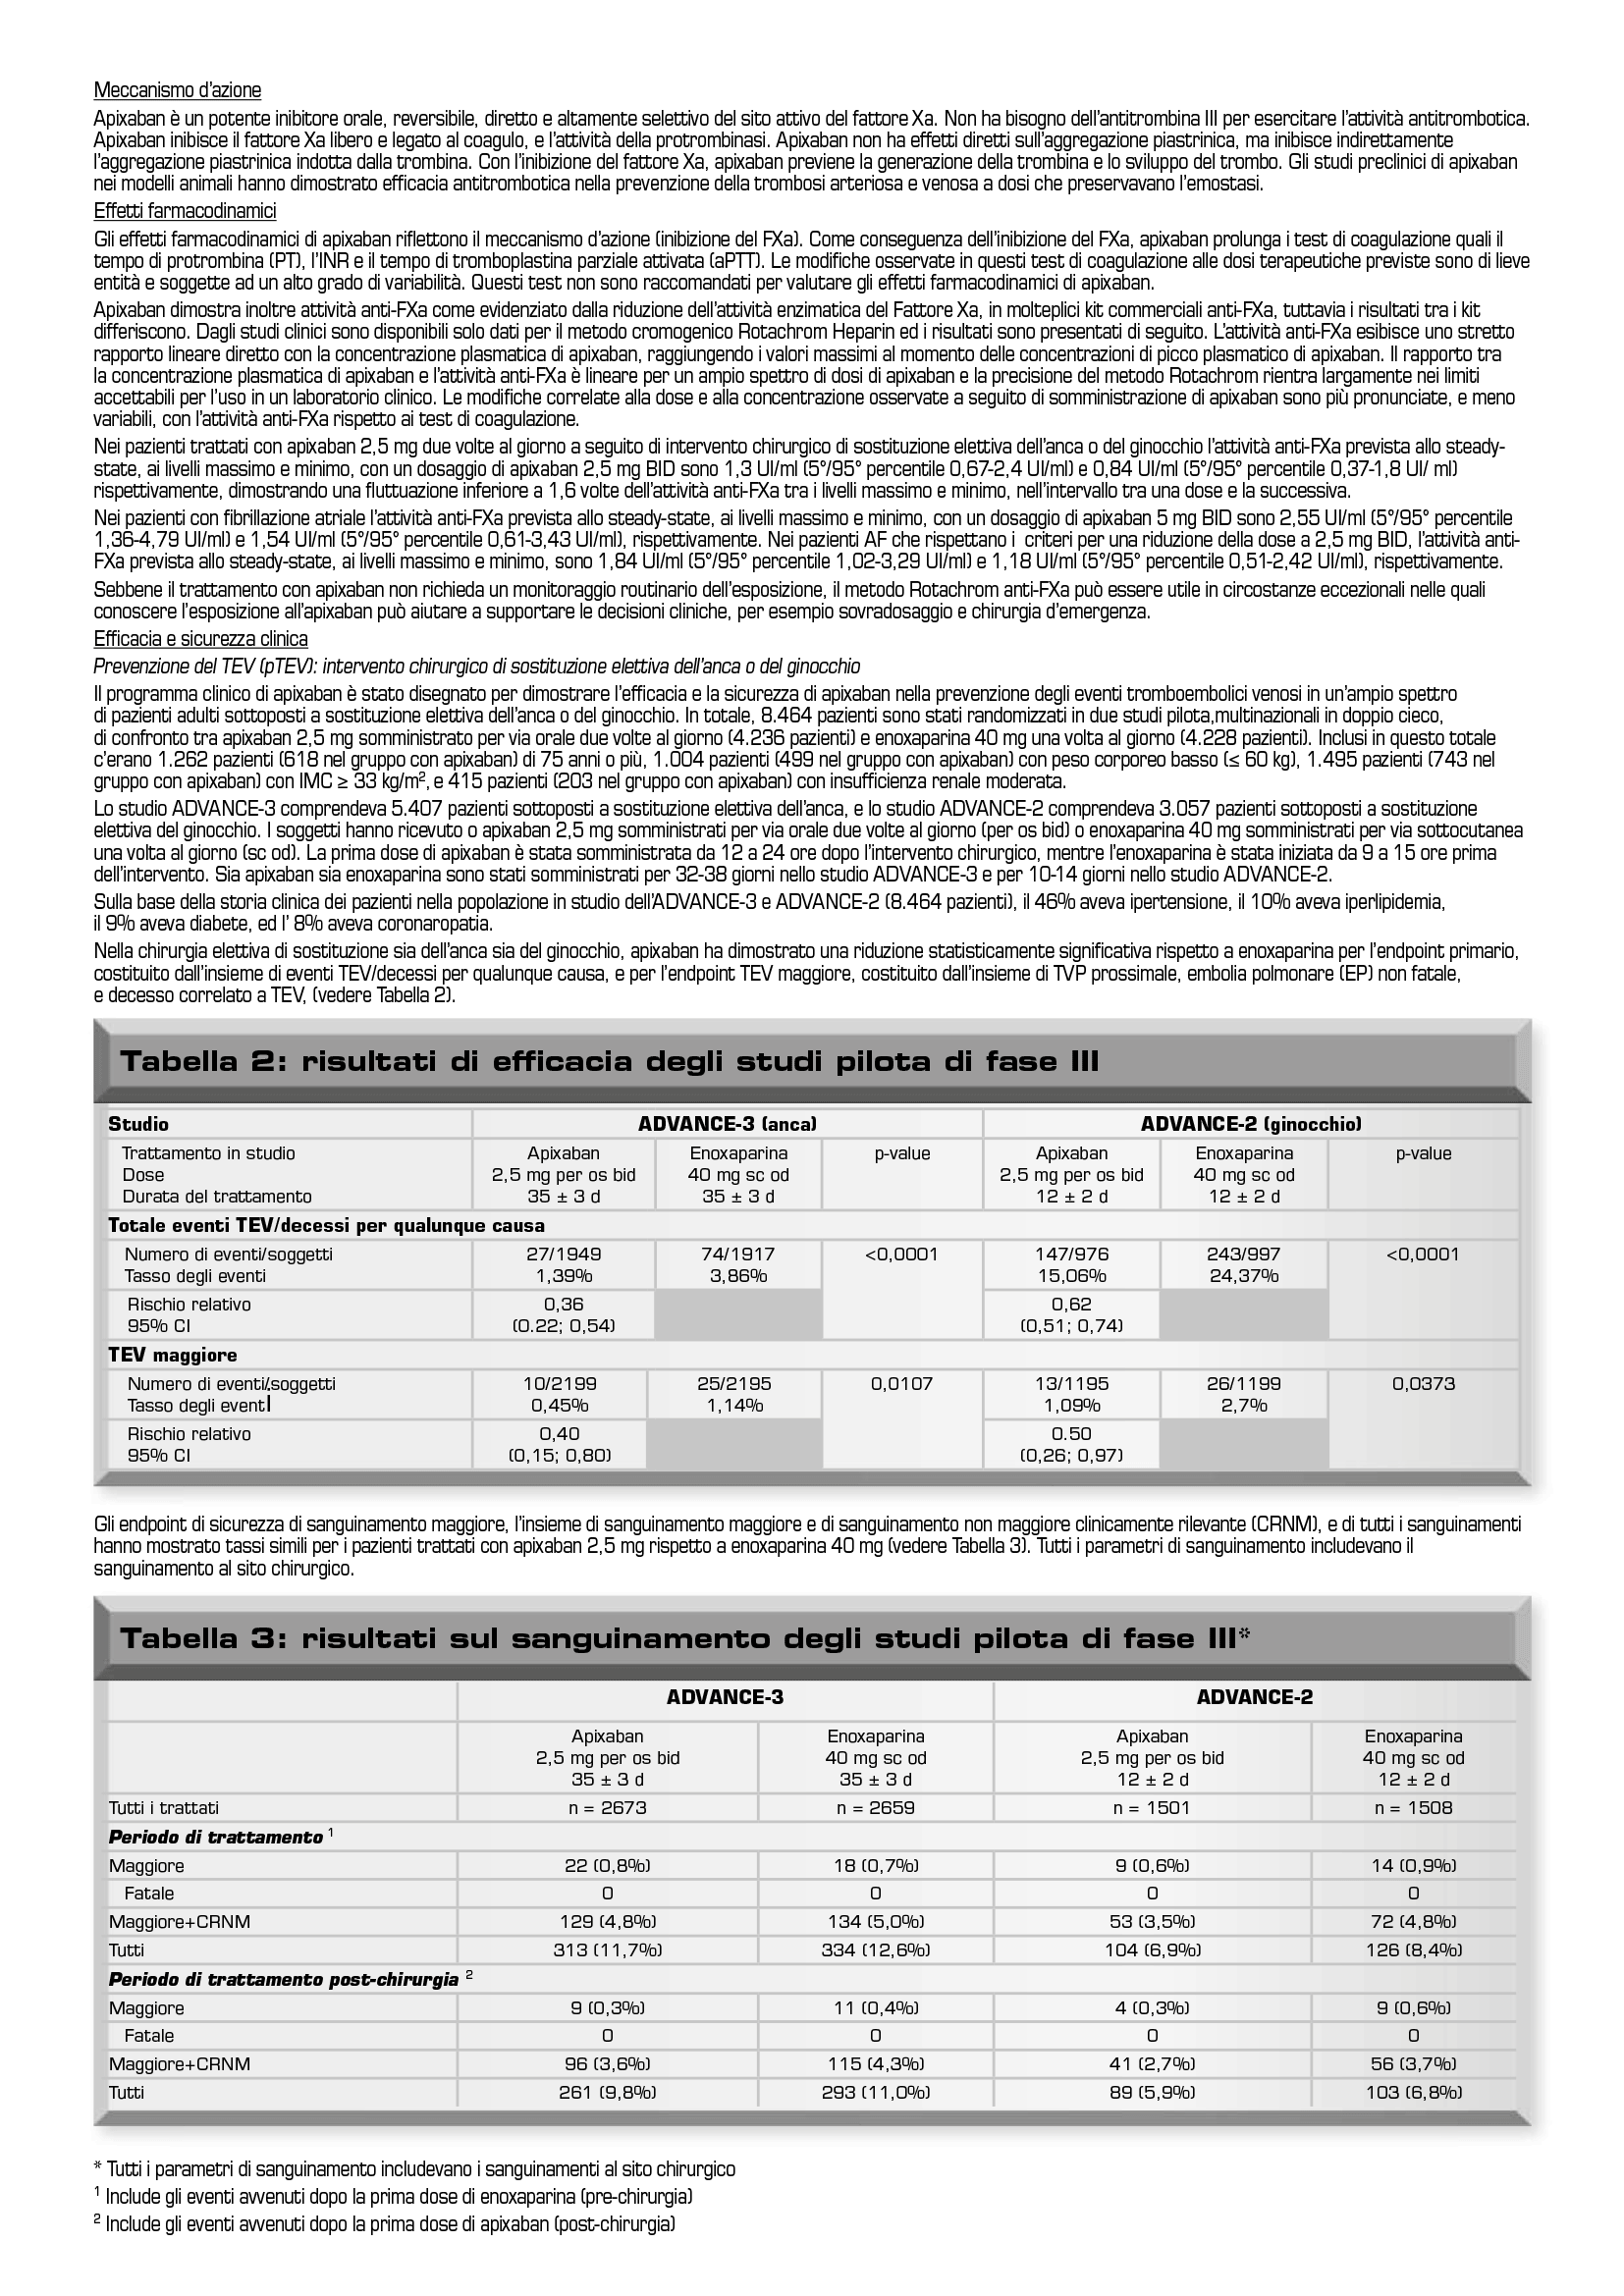 Meccanismo d'azione
Apixaban è un potente inibitore orale, reversibile, diretto e altamente selettivo del sito attivo del fattore Xa. Non ha bisogno dell'antitrombina III per esercitare l'attività antitrombotica.
Apixaban inibisce il fattore Xa libero e legato al coagulo, e l'attività della protrombinasi. Apixaban non ha effetti diretti sull'aggregazione piastrinica, ma inibisce indirettamente
l'aggregazione piastrinica indotta dalla trombina. Con l'inibizione del fattore Xa, apixaban previene la generazione della trombina e lo sviluppo del trombo. Gli studi preclinici di apixaban
nei modelli animali hanno dimostrato efficacia antitrombotica nella prevenzione della trombosi arteriosa e venosa a dosi che preservavano l'emostasi.
Effetti farmacodinamici
Gli effetti farmacodinamici di apixaban riflettono il meccanismo d'azione (inibizione del FXa). Come conseguenza dell'inibizione del FXa, apixaban prolunga i test di coagulazione quali il
tempo di protrombina (PT), l'INR e il tempo di tromboplastina parziale attivata (aPTT). Le modifiche osservate in questi test di coagulazione alle dosi terapeutiche previste sono di lieve
entità e soggette ad un alto grado di variabilità. Questi test non sono raccomandati per valutare gli effetti farmacodinamici di apixaban.
Apixaban dimostra inoltre attività anti-FXa come evidenziato dalla riduzione dell'attività enzimatica del Fattore Xa, in molteplici kit commerciali anti-FXa, tuttavia i risultati tra i kit
differiscono. Dagli studi clinici sono disponibili solo dati per il metodo cromogenico Rotachrom Heparin ed i risultati sono presentati di seguito. L'attività anti-FXa esibisce uno stretto
rapporto lineare diretto con la concentrazione plasmatica di apixaban, raggiungendo i valori massimi al momento delle concentrazioni di picco plasmatico di apixaban. Il rapporto tra
la concentrazione plasmatica di apixaban e l'attività anti-FXa è lineare per un ampio spettro di dosi di apixaban e la precisione del metodo Rotachrom rientra largamente nei limiti
accettabili per l'uso in un laboratorio clinico. Le modifiche correlate alla dose e alla concentrazione osservate a seguito di somministrazione di apixaban sono più pronunciate, e meno
variabili, con l'attività anti-FXa rispetto ai test di coagulazione.
Nei pazienti trattati con apixaban 2,5 mg due volte al giorno a seguito di intervento chirurgico di sostituzione elettiva dell'anca o del ginocchio l'attività anti-FXa prevista allo steady-
state, ai livelli massimo e minimo, con un dosaggio di apixaban 2,5 mg BID sono 1,3 UI/ml (5°/95° percentile 0,67-2,4 UI/ml) e 0,84 UI/ml (5°/95° percentile 0,37-1,8 UI/ ml)
rispettivamente, dimostrando una fluttuazione inferiore a 1,6 volte dell'attività anti-FXa tra i livelli massimo e minimo, nell'intervallo tra una dose e la successiva.
Nei pazienti con fibrillazione atriale l'attività anti-FXa prevista allo steady-state, ai livelli massimo e minimo, con un dosaggio di apixaban 5 mg BID sono 2,55 UI/ml (5°/95° percentile
1,36-4,79 UI/ml) e 1,54 UI/ml (5°/95° percentile 0,61-3,43 UI/ml), rispettivamente. Nei pazienti AF che rispettano i criteri per una riduzione della dose a 2,5 mg BID, l'attività anti-
FXa prevista allo steady-state, ai livelli massimo e minimo, sono 1,84 UI/ml (5°/95° percentile 1,02-3,29 UI/ml) e 1,18 UI/ml (5°/95° percentile 0,51-2,42 UI/ml), rispettivamente.
Sebbene il trattamento con apixaban non richieda un monitoraggio routinario dell'esposizione, il metodo Rotachrom anti-FXa può essere utile in circostanze eccezionali nelle quali
conoscere l'esposizione all'apixaban può aiutare a supportare le decisioni cliniche, per esempio sovradosaggio e chirurgia d'emergenza.
Efficacia e sicurezza clinica
Prevenzione del TEV (pTEV): intervento chirurgico di sostituzione elettiva dell'anca o del ginocchio
Il programma clinico di apixaban è stato disegnato per dimostrare l'efficacia e la sicurezza di apixaban nella prevenzione degli eventi tromboembolici venosi in un'ampio spettro
di pazienti adulti sottoposti a sostituzione elettiva dell'anca o del ginocchio. In totale, 8.464 pazienti sono stati randomizzati in due studi pilota,multinazionali in doppio cieco,
di confronto tra apixaban 2,5 mg somministrato per via orale due volte al giorno (4.236 pazienti) e enoxaparina 40 mg una volta al giorno (4.228 pazienti). Inclusi in questo totale
c'erano 1.262 pazienti (618 nel gruppo con apixaban) di 75 anni o più, 1.004 pazienti (499 nel gruppo con apixaban) con peso corporeo basso (≤ 60 kg), 1.495 pazienti (743 nel
gruppo con apixaban) con IMC ≥ 33 kg/m², e 415 pazienti (203 nel gruppo con apixaban) con insufficienza renale moderata.
Lo studio ADVANCE-3 comprendeva 5.407 pazienti sottoposti a sostituzione elettiva dell'anca, e lo studio ADVANCE-2 comprendeva 3.057 pazienti sottoposti a sostituzione
elettiva del ginocchio. I soggetti hanno ricevuto o apixaban 2,5 mg somministrati per via orale due volte al giorno (per os bid) o enoxaparina 40 mg somministrati per via sottocutanea
una volta al giorno (sc od). La prima dose di apixaban è stata somministrata da 12 a 24 ore dopo l'intervento chirurgico, mentre l'enoxaparina è stata iniziata da 9 a 15 ore prima
dell'intervento. Sia apixaban sia enoxaparina sono stati somministrati per 32-38 giorni nello studio ADVANCE-3 e per 10-14 giorni nello studio ADVANCE-2.
Sulla base della storia clinica dei pazienti nella popolazione in studio dell'ADVANCE-3 e ADVANCE-2 (8.464 pazienti), il 46% aveva ipertensione, il 10% aveva iperlipidemia,
il 9% aveva diabete, ed l' 8% aveva coronaropatia.
Nella chirurgia elettiva di sostituzione sia dell'anca sia del ginocchio, apixaban ha dimostrato una riduzione statisticamente significativa rispetto a enoxaparina per l'endpoint primario,
costituito dall'insieme di eventi TEV/decessi per qualunque causa, e per l'endpoint TEV maggiore, costituito dall'insieme di TVP prossimale, embolia polmonare (EP) non fatale,
e decesso correlato a TEV, (vedere Tabella 2).
Tabella 2: risultati di efficacia degli studi pilota di fase III
Studio ADVANCE-3 (anca) ADVANCE-2 (ginocchio)
Trattamento in studio Apixaban Enoxaparina p-value Apixaban Enoxaparina p-value
Dose 2,5 mg per os bid 40 mg sc od 2,5 mg per os bid 40 mg sc od
Durata del trattamento 35 ± 3 d 35 ± 3 d 12 ± 2 d 12 ± 2 d
Totale eventi TEV/decessi per qualunque causa
Numero di eventi/soggetti 27/1949 74/1917 <0,0001 147/976 243/997 <0,0001
Tasso degli eventi 1,39% 3,86% 15,06% 24,37%
Rischio relativo 0,36 0,62
95% CI (0.22; 0,54) (0,51; 0,74)
TEV maggiore
Numero di eventi/soggetti 10/2199 25/2195 0,0107 13/1195 26/1199 0,0373
Tasso degli eventi 0,45% 1,14% 1,09% 2,7%
Rischio relativo 0,40 0.50
95% CI (0,15; 0,80) (0,26; 0,97)
Gli endpoint di sicurezza di sanguinamento maggiore, l'insieme di sanguinamento maggiore e di sanguinamento non maggiore clinicamente rilevante (CRNM), e di tutti i sanguinamenti
hanno mostrato tassi simili per i pazienti trattati con apixaban 2,5 mg rispetto a enoxaparina 40 mg (vedere Tabella 3). Tutti i parametri di sanguinamento includevano il
sanguinamento al sito chirurgico.
Tabella 3: risultati sul sanguinamento degli studi pilota di fase III*
ADVANCE-3 ADVANCE-2
Apixaban Enoxaparina Apixaban Enoxaparina
2,5 mg per os bid 40 mg sc od 2,5 mg per os bid 40 mg sc od
35 ± 3 d 35 ± 3 d 12 ± 2 d 12 ± 2 d
Tutti i trattati n = 2673 n = 2659 n = 1501 n = 1508
Periodo di trattamento 1
Maggiore 22 (0,8%) 18 (0,7%) 9 (0,6%) 14 (0,9%)
Fatale 0 0 0 0
Maggiore+CRNM 129 (4,8%) 134 (5,0%) 53 (3,5%) 72 (4,8%)
Tutti 313 (11,7%) 334 (12,6%) 104 (6,9%) 126 (8,4%)
Periodo di trattamento post-chirurgia 2
Maggiore 9 (0,3%) 11 (0,4%) 4 (0,3%) 9 (0,6%)
Fatale 0 0 0 0
Maggiore+CRNM 96 (3,6%) 115 (4,3%) 41 (2,7%) 56 (3,7%)
Tutti 261 (9,8%) 293 (11,0%) 89 (5,9%) 103 (6,8%)
* Tutti i parametri di sanguinamento includevano i sanguinamenti al sito chirurgico
1 Include gli eventi avvenuti dopo la prima dose di enoxaparina (pre-chirurgia)
2 Include gli eventi avvenuti dopo la prima dose di apixaban (post-chirurgia)